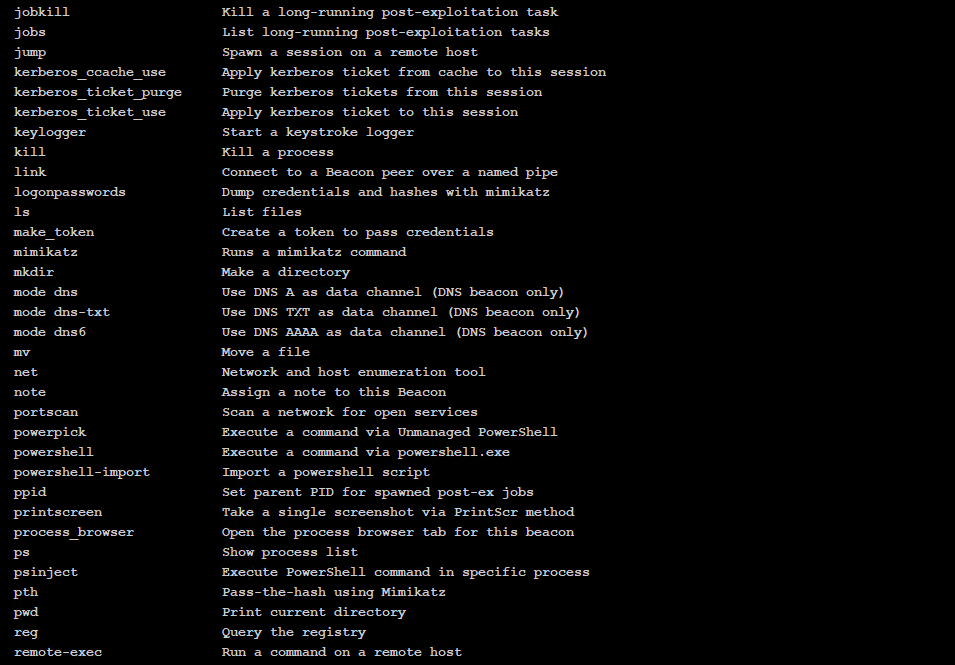 jobkill Kill a long-running post-exploitation task
jobs List long-running post-exploitation tasks
jump Spawn a session on a remote host
kerberos_ccache_use Apply kerberos ticket from cache to this session
kerberos_ticket_purge Purge kerberos tickets from this session
kerberos_ticket_use Apply kerberos ticket to this session
keylogger Start a keystroke logger
kill Kill a process
link Connect to a Beacon peer over a named pipe
logonpasswords Dump credentials and hashes with mimikatz
ls List files
make_token Create a token to pass credentials
mimikatz Runs a mimikatz command
mkdir Make a directory
mode dns Use DNS A as data channel (DNS beacon only)
mode dns-txt Use DNS TXT as data channel (DNS beacon only)
mode dns6 Use DNS AAAA as data channel (DNS beacon only)
mv Move a file
net Network and host enumeration tool
note Assign a note to this Beacon
portscan Scan a network for open services
powerpick Execute a command via Unmanaged PowerShell
powershell Execute a command via powershell.exe
powershell-import Import a powershell script
ppid Set parent PID for spawned post-ex jobs
printscreen Take a single screenshot via PrintScr method
process_browser Open the process browser tab for this beacon
ps Show process list
psinject Execute PowerShell command in specific process
pth Pass-the-hash using Mimikatz
pwd Print current directory
reg Query the registry
remote-exec Run a command on a remote host